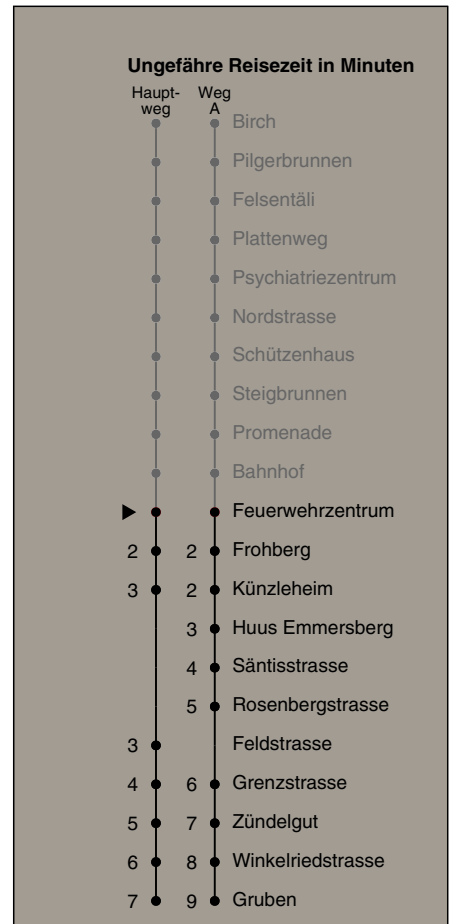 Ungefähre Reisezeit in Minuten
Haupt- Weg
weg A
Birch
Pilgerbrunnen
Felsentäli
Plattenweg
Psychiatriezentrum
Nordstrasse
Schützenhaus
Steigbrunnen
Promenade
Bahnhof
Feuerwehrzentrum
2 2 Frohberg
3 2 Künzleheim
3 Huus Emmersberg
4 Säntisstrasse
5 Rosenbergstrasse
3 Feldstrasse
4 6 Grenzstrasse
5 7 Zündelgut
6 8 Winkelriedstrasse
7 9 Gruben